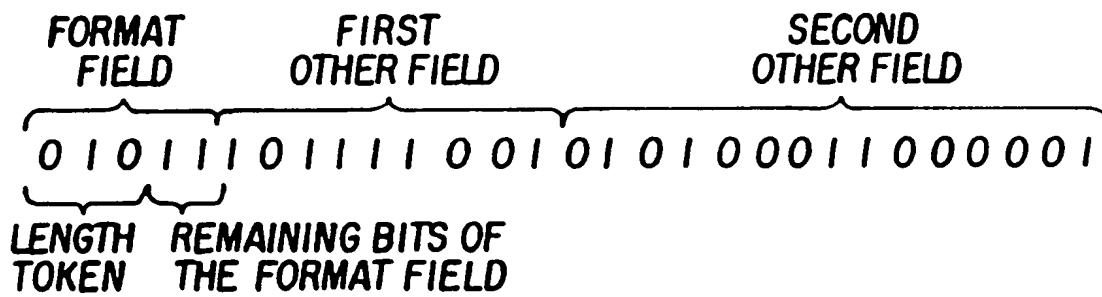 FORMAT FIELD
FIRST OTHER FIELD
SECOND OTHER FIELD
0 1 0 1 1 1 0 1 1 1 1 0 0 1 0 1 0 1 0 0 0 1 1 0 0 0 0 0 1
LENGTH TOKEN
REMAINING BITS OF THE FORMAT FIELD